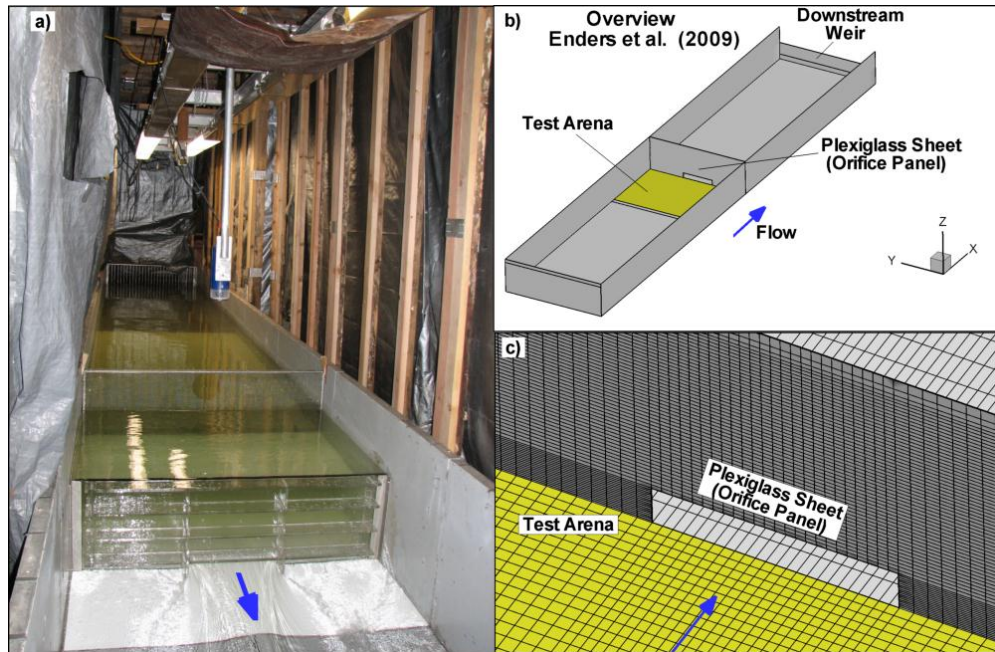 a)
b)
Overview
Enders et al. (2009)
Downstream
Weir
Test Arena
Plexiglass Sheet
(Orifice Panel)
Flow
Z
Y
X
c)
Plexiglass Sheet
(Orifice Panel)
Test Arena